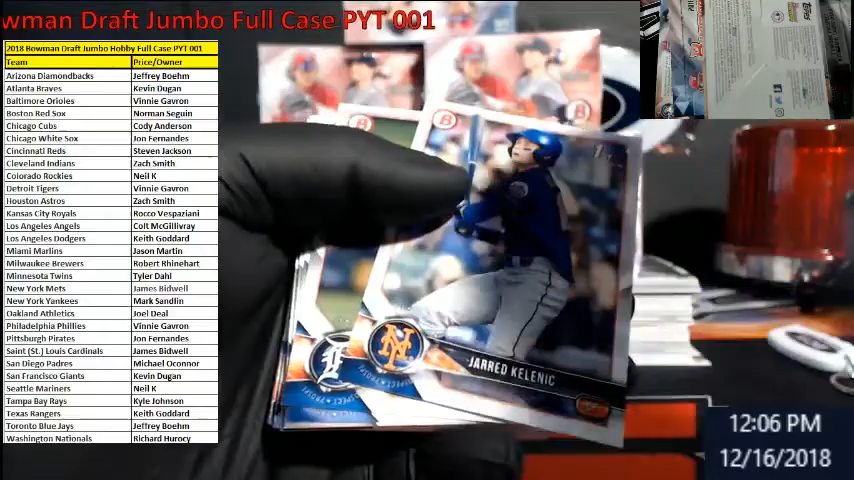 wman Draft Jumbo Full Case PYT 001
2018 Bowman Draft Jumbo Hobby Full Case PYT 001
Team Price/Owner
Arizona Diamondbacks Jeffrey Boehm
Atlanta Braves Kevin Dugan
Baltimore Orioles Vinnie Gavron
Boston Red Sox Norman Seguin
Chicago Cubs Cody Anderson
Chicago White Sox Jon Fernandes
Cincinnati Reds Steven Jackson
Cleveland Indians Zach Smith
Colorado Rockies Neil K
Detroit Tigers Vinnie Gavron
Houston Astros Zach Smith
Kansas City Royals Rocco Vespaziani
Los Angeles Angels Colt McGillivray
Los Angeles Dodgers Keith Goddard
Miami Marlins Jason Martin
Milwaukee Brewers Robert Rhinehart
Minnesota Twins Tyler Dahl
New York Mets James Bidwell
New York Yankees Mark Sandlin
Oakland Athletics Joel Deal
Philadelphia Phillies Vinnie Gavron
Pittsburgh Pirates Jon Fernandes
Saint (St.) Louis Cardinals James Bidwell
San Diego Padres Michael Oconnor
San Francisco Giants Kevin Dugan
Seattle Mariners Neil K
Tampa Bay Rays Kyle Johnson
Texas Rangers Keith Goddard
Toronto Blue Jays Jeffrey Boehm
Washington Nationals Richard Hurocy
B
B
NY
JARRED KELENIC
Topps
12:06 PM
12/16/2018